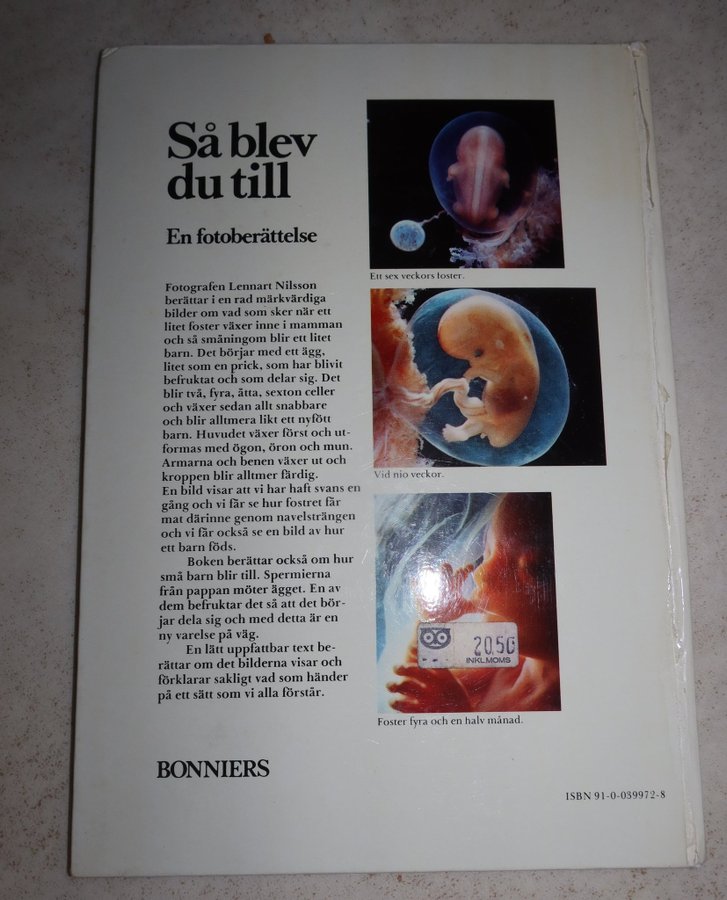 Så blev
du till
En fotoberättelse
Fotografen Lennart Nilsson
berättar i en rad märkvärdiga
bilder om vad som sker när ett
litet foster växer inne i mamman
och så småningom blir ett litet
barn. Det börjar med ett ägg,
litet som en prick, som har blivit
befruktat och som delar sig. Det
blir två, fyra, åtta, sexton celler
och växer sedan allt snabbare
och blir alltmera likt ett nyfött
barn. Huvudet växer först och ut-
formas med ögon, öron och mun.
Armarna och benen växer ut och
kroppen blir alltmer färdig.
En bild visar att vi har haft svans en
gång och vi får se hur fostret får
mat därinne genom navelsträngen
och vi får också se en bild av hur
ett barn föds.
Boken berättar också om hur
små barn blir till. Spermierna
från pappan möter ägget. En av
dem befruktar det så att det bör-
jar dela sig och med detta är en
ny varelse på väg.
En lätt uppfattbar text be-
rättar om det bilderna visar och
förklarar sakligt vad som händer
på ett sätt som vi alla förstår.
BONNIERS
Ett sex veckors foster.
Vid nio veckor.
20.50
INKL.MOMS
Foster fyra och en halv månad.
ISBN 91-0-039972-8